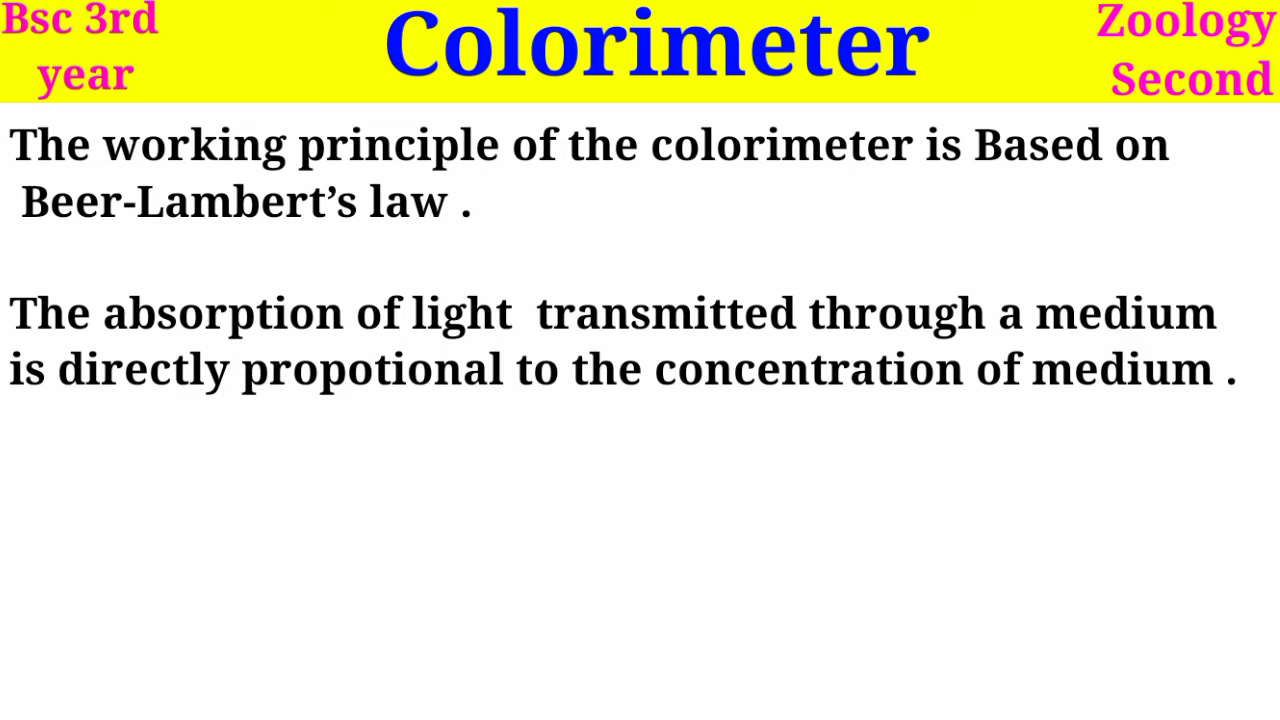 Bsc 3rd
year
Colorimeter
Zoology
Second
The working principle of the colorimeter is Based on
Beer-Lambert’s law .
The absorption of light  transmitted through a medium
is directly propotional to the concentration of medium .